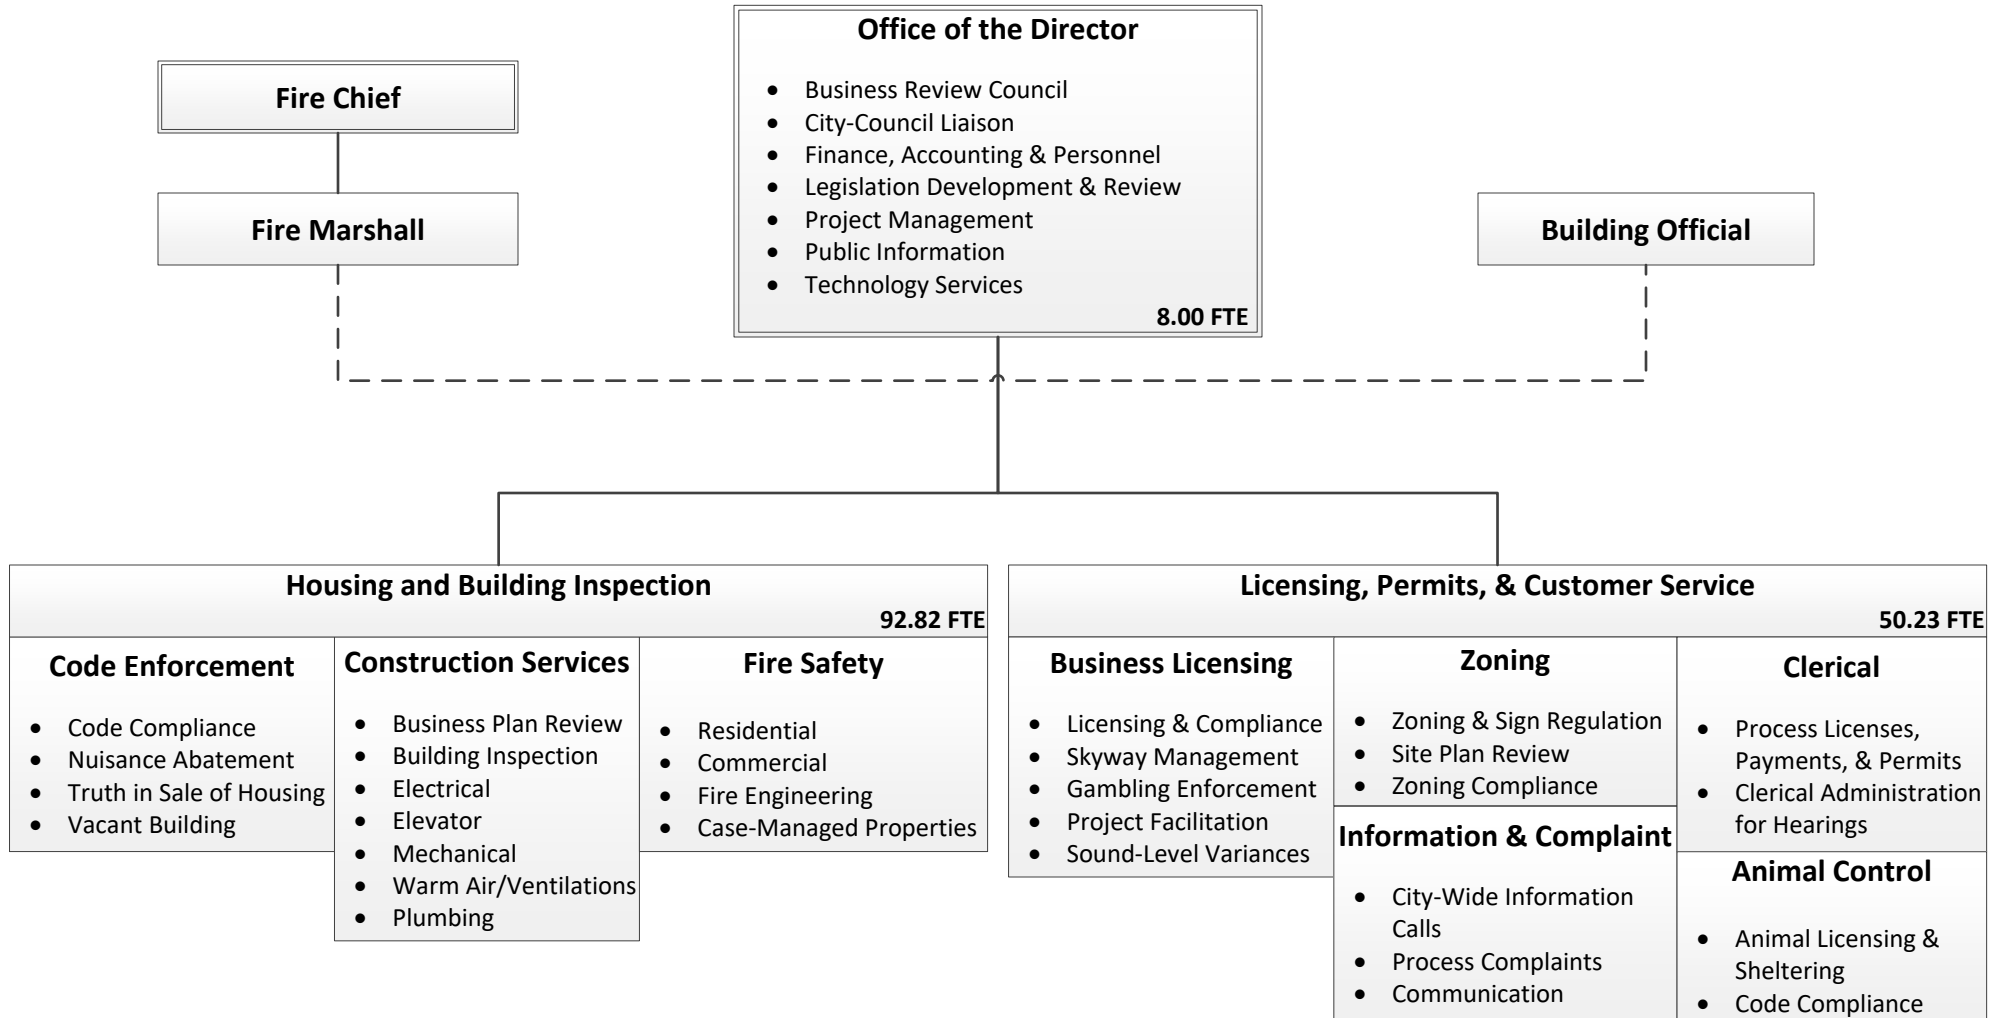 Office of the Director
• Business Review Council
• City-Council Liaison
• Finance, Accounting & Personnel
• Legislation Development & Review
• Project Management
• Public Information
• Technology Services
8.00 FTE
Fire Chief
Fire Marshall
Building Official
Housing and Building Inspection
92.82 FTE
Code Enforcement
• Code Compliance
• Nuisance Abatement
• Truth in Sale of Housing
• Vacant Building
Construction Services
• Business Plan Review
• Building Inspection
• Electrical
• Elevator
• Mechanical
• Warm Air/Ventilations
• Plumbing
Fire Safety
• Residential
• Commercial
• Fire Engineering
• Case-Managed Properties
Licensing, Permits, & Customer Service
50.23 FTE
Business Licensing
• Licensing & Compliance
• Skyway Management
• Gambling Enforcement
• Project Facilitation
• Sound-Level Variances
Zoning
• Zoning & Sign Regulation
• Site Plan Review
• Zoning Compliance
Information & Complaint
• City-Wide Information
Calls
• Process Complaints
• Communication
Clerical
• Process Licenses,
Payments, & Permits
• Clerical Administration
for Hearings
Animal Control
• Animal Licensing &
Sheltering
• Code Compliance